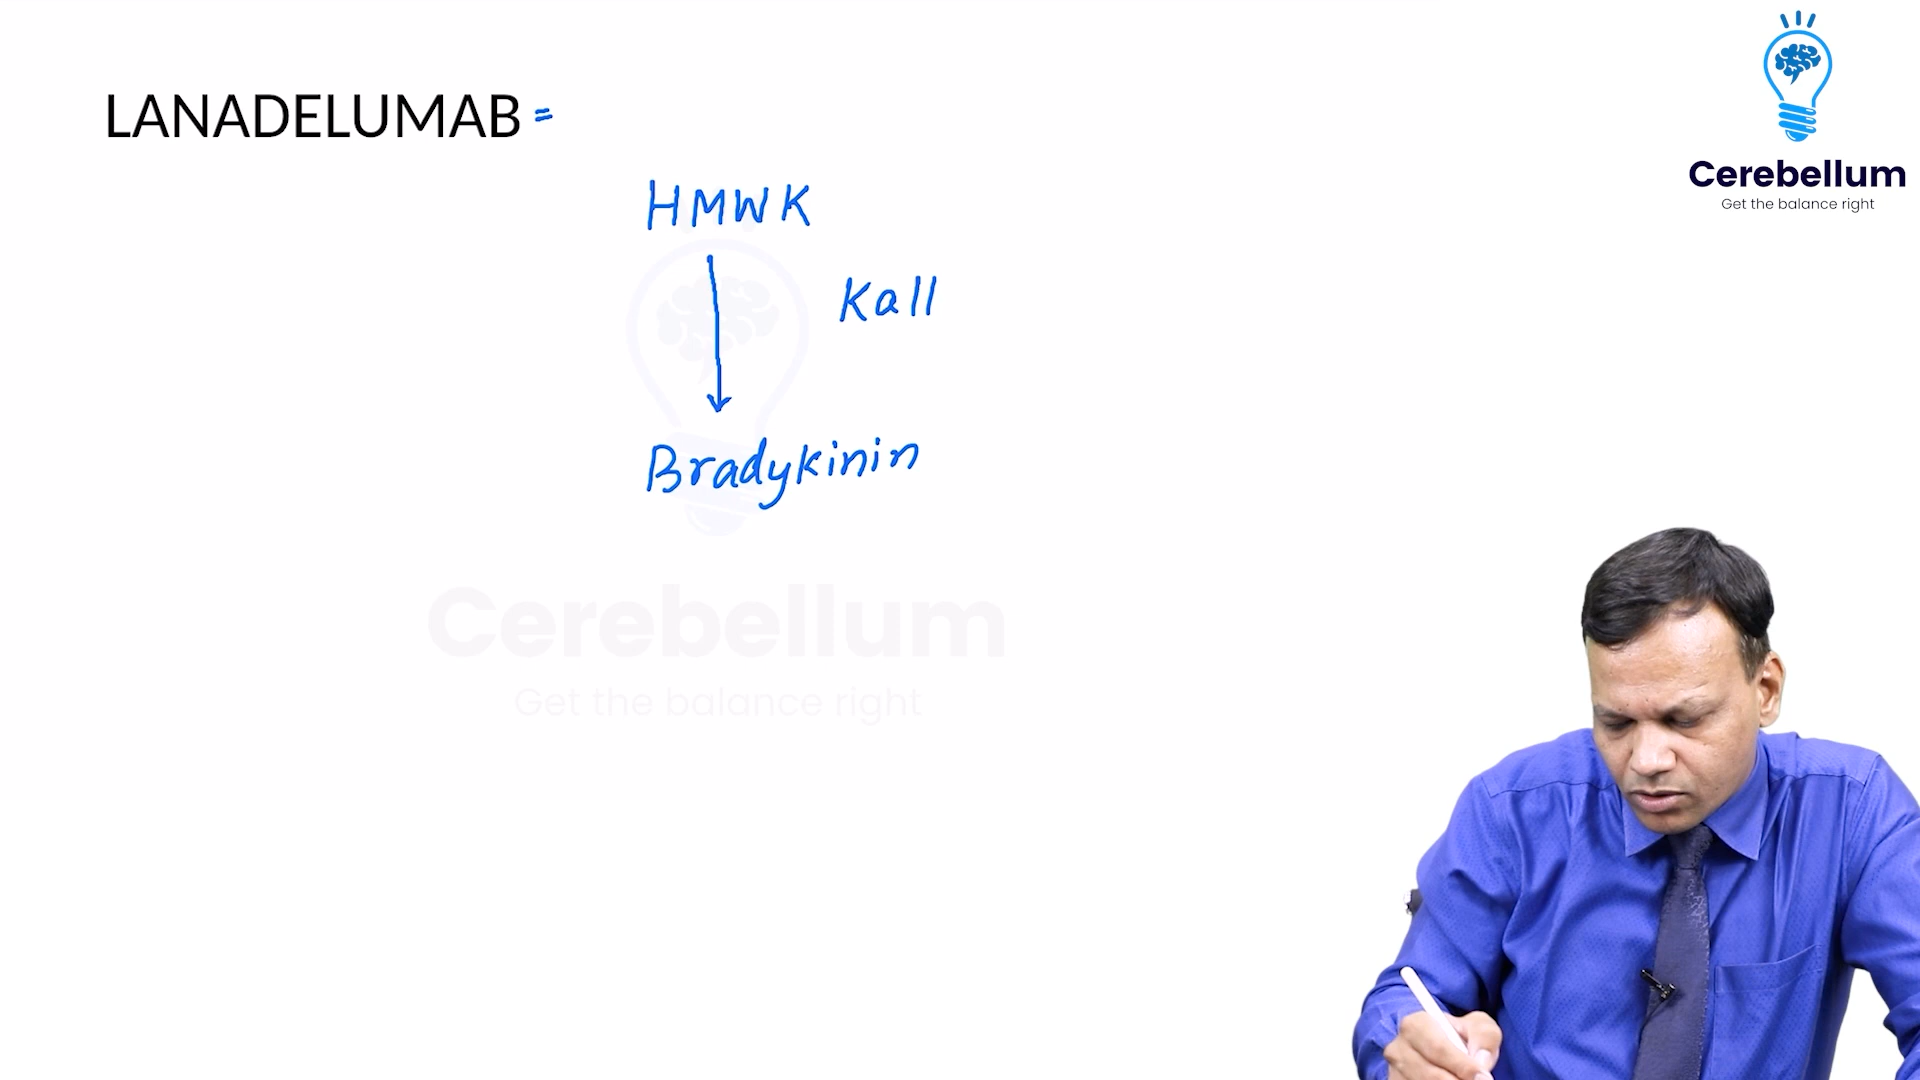 LANADELUMAB =
HMWK
Kall
Bradykinin
Cerebellum
Get the balance right
Cerebellum
Get the balance right